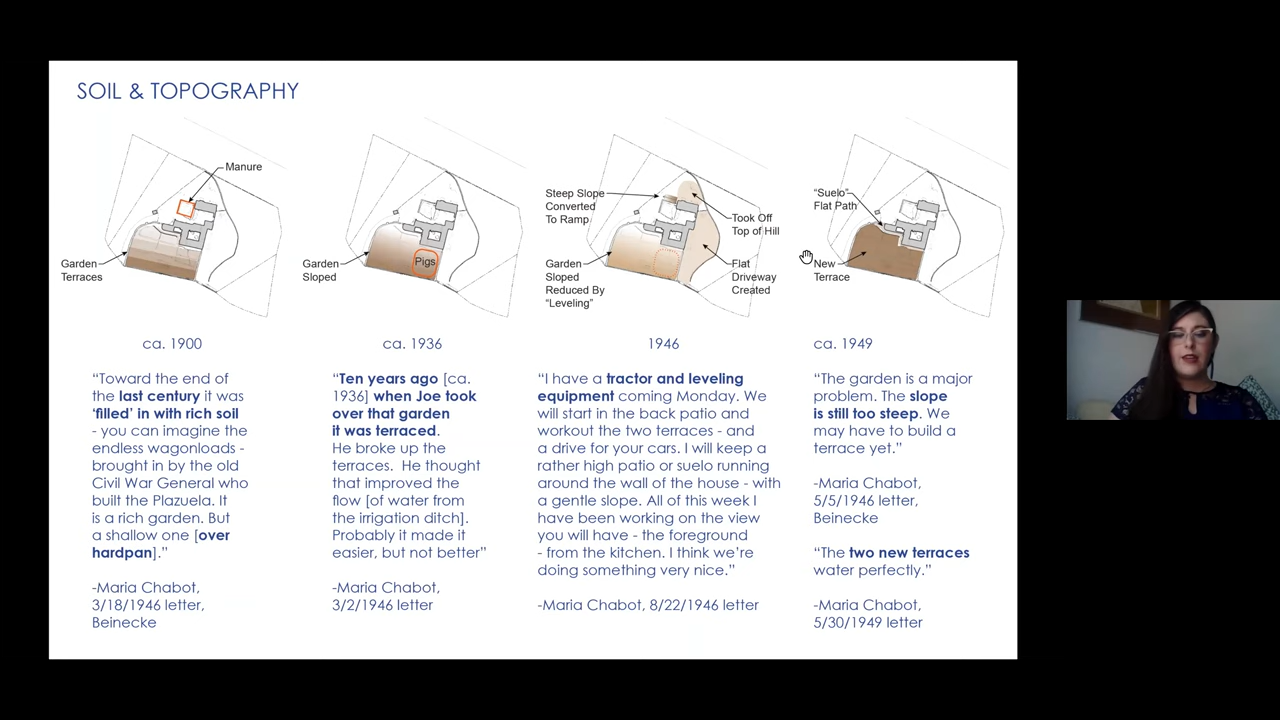 SOIL & TOPOGRAPHY
Manure
Garden
Terraces
Garden
Sloped
Pigs
Steep Slope
Converted
To Ramp
Took Off
Top of Hill
Garden
Sloped
Reduced By
“Leveling”
Flat
Driveway
Created
“Suelo”
Flat Path
New
Terrace
ca. 1900
ca. 1936
1946
ca. 1949
“Toward the end of
the last century it was
‘filled’ in with rich soil
- you can imagine the
endless wagonloads -
brought in by the old
Civil War General who
built the Plazuela. It
is a rich garden. But
a shallow one [over
hardpan].”
-Maria Chabot,
3/18/1946 letter,
Beinecke
“Ten years ago [ca.
1936] when Joe took
over that garden
it was terraced.
He broke up the
terraces.  He thought
that improved the
flow [of water from
the irrigation ditch].
Probably it made it
easier, but not better”
-Maria Chabot,
3/2/1946 letter
“I have a tractor and leveling
equipment coming Monday. We
will start in the back patio and
workout the two terraces - and
a drive for your cars. I will keep a
rather high patio or suelo running
around the wall of the house - with
a gentle slope. All of this week I
have been working on the view
you will have - the foreground
- from the kitchen. I think we’re
doing something very nice.”
-Maria Chabot, 8/22/1946 letter
“The garden is a major
problem. The slope
is still too steep. We
may have to build a
terrace yet.”
-Maria Chabot,
5/5/1946 letter,
Beinecke
“The two new terraces
water perfectly.”
-Maria Chabot,
5/30/1949 letter